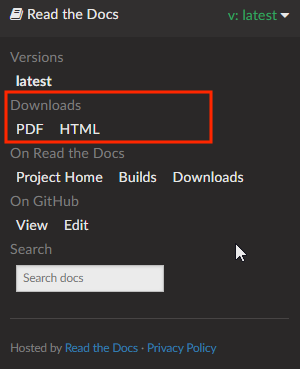 Read the Docs v: latest
Versions
latest
Downloads
PDF HTML
On Read the Docs
Project Home Builds Downloads
On GitHub
View Edit
Search
Search docs
Hosted by Read the Docs · Privacy Policy